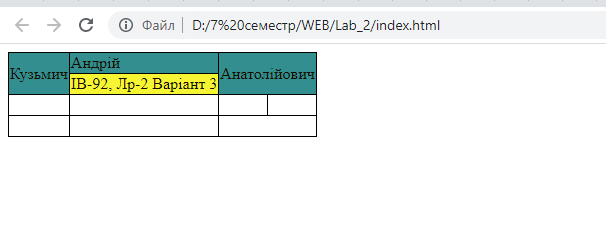 Файл D:/7%20семестр/WEB/Lab_2/index.html
Кузьмич
Андрій
ІВ-92, Лр-2 Варіант 3
Анатолійович